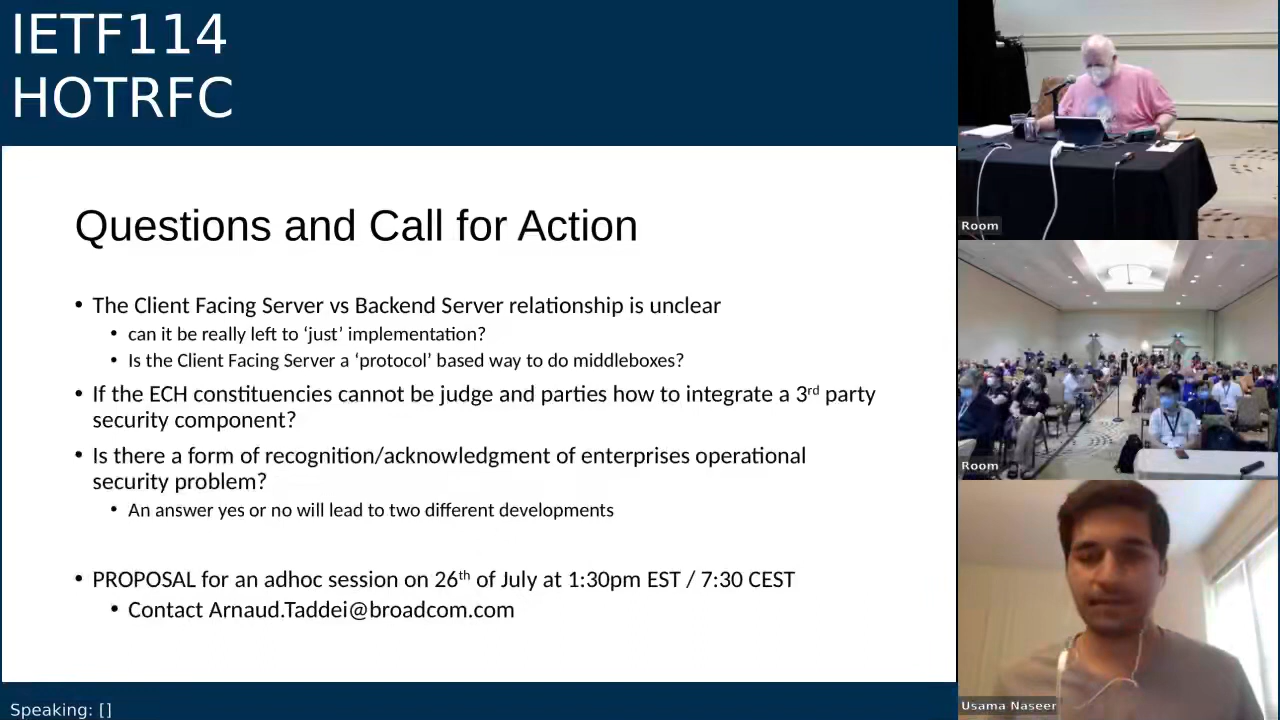 IETF114
HOTRFC
Questions and Call for Action
• The Client Facing Server vs Backend Server relationship is unclear
• can it be really left to ‘just’ implementation?
• Is the Client Facing Server a ‘protocol’ based way to do middleboxes?
• If the ECH constituencies cannot be judge and parties how to integrate a 3rd party
security component?
• Is there a form of recognition/acknowledgment of enterprises operational
security problem?
• An answer yes or no will lead to two different developments
• PROPOSAL for an adhoc session on 26th of July at 1:30pm EST / 7:30 CEST
• Contact Arnaud.Taddei@broadcom.com
Speaking: []
Room
Room
Usama Naseer